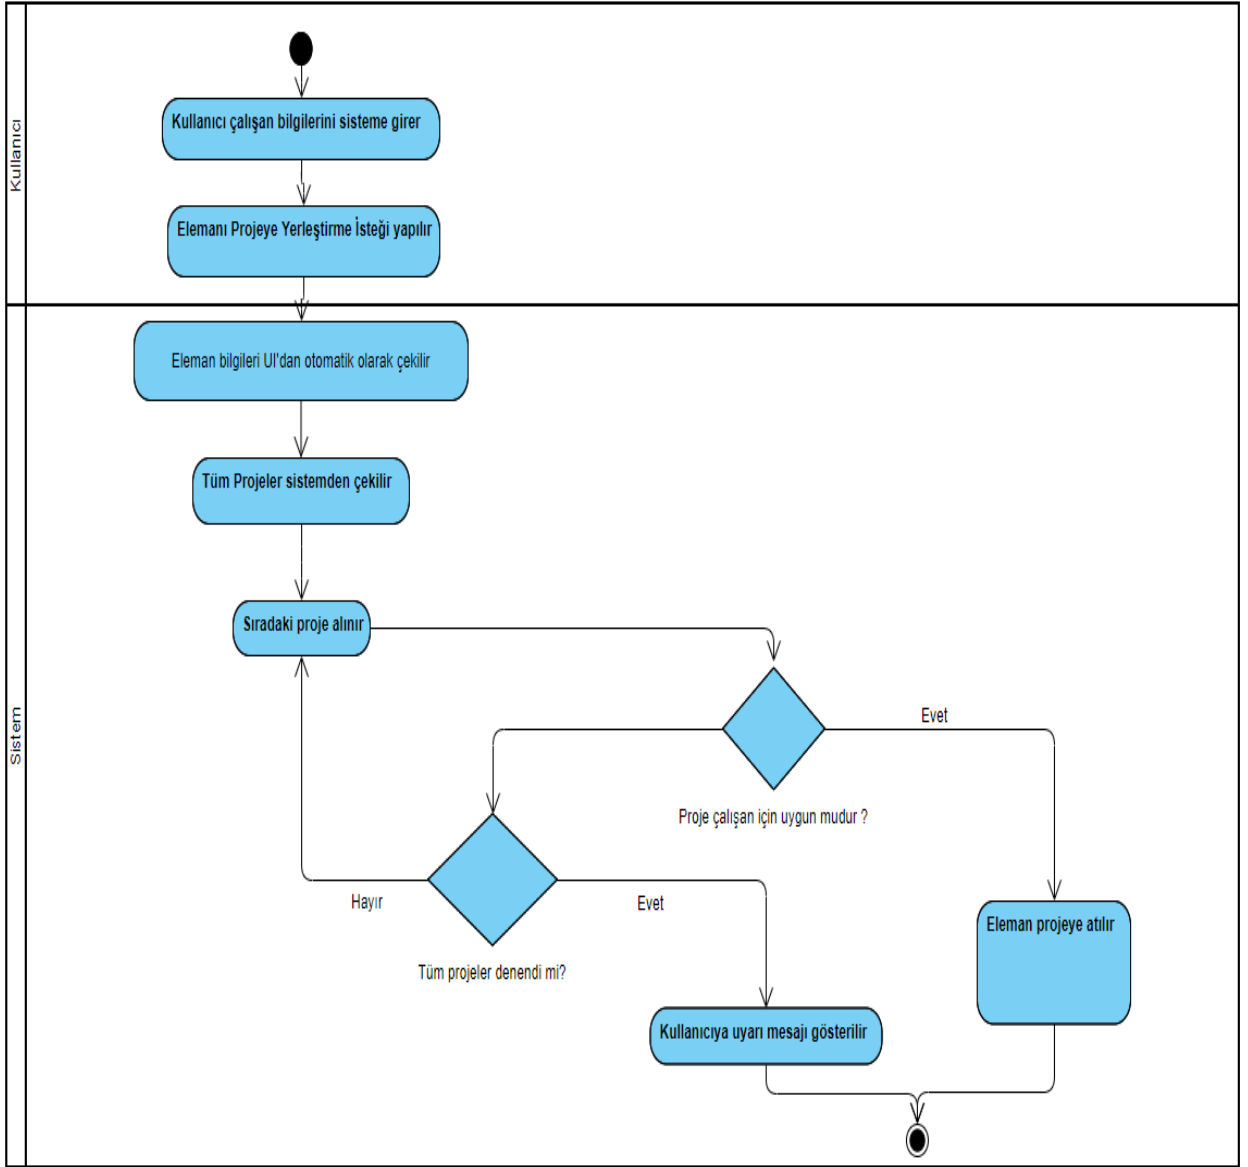 Kullanıcı
Kullanıcı çalışan bilgilerini sisteme girer
Elemanı Projeye Yerleştirme İsteği yapılır
Sistem
Eleman bilgileri UI'dan otomatik olarak çekilir
Tüm Projeler sistemden çekilir
Sıradaki proje alınır
Evet
Proje çalışan için uygun mudur ?
Hayır
Evet
Tüm projeler denendi mi?
Eleman projeye atılır
Kullanıcıya uyarı mesajı gösterilir